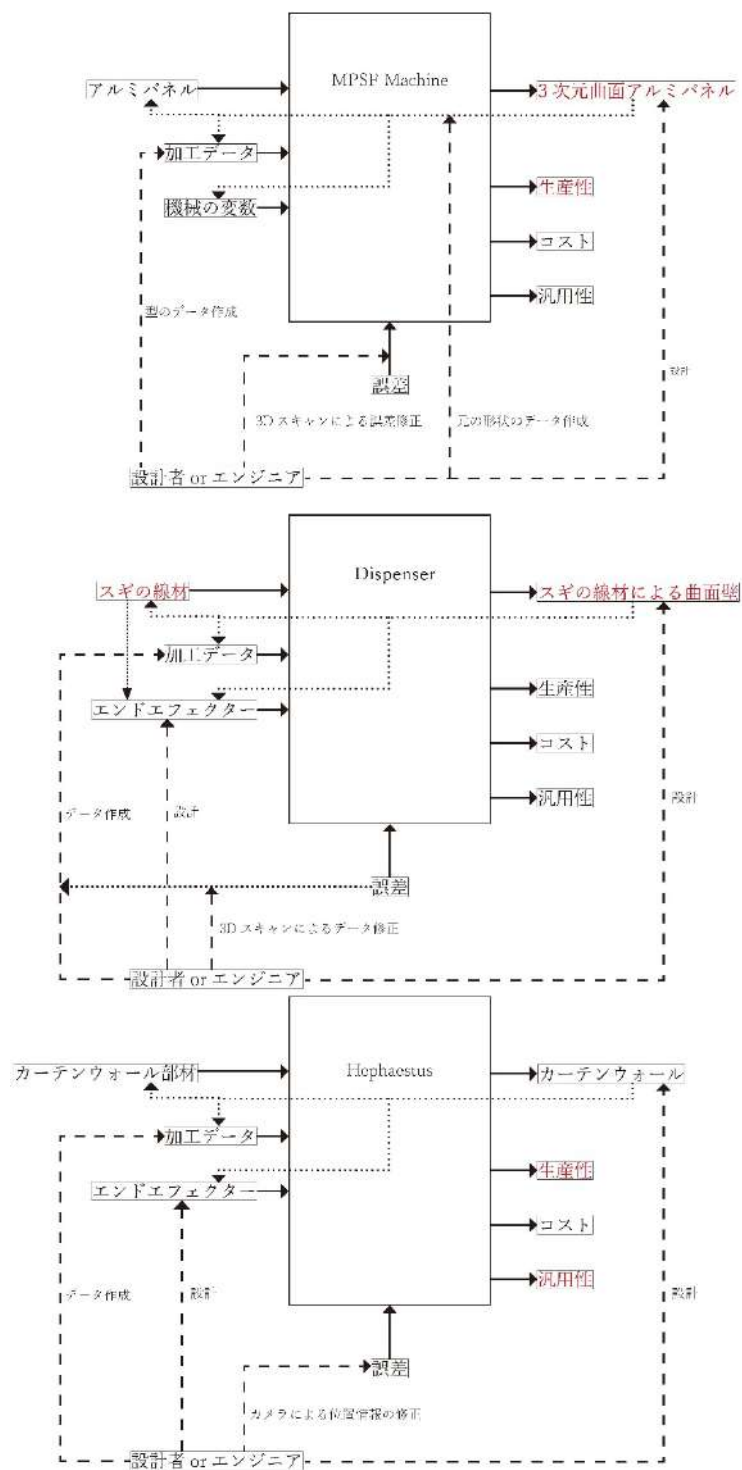 MPSF Machine
アルミパネル
3次元曲面アルミパネル
加工データ
生産性
機械の変数
コスト
汎用性
型のデータ作成
設計
誤差
3Dスキャンによる誤差修正
元の形状のデータ作成
設計者 or エンジニア
Dispenser
スギの線材
スギの線材による曲面壁
加工データ
生産性
エンドエフェクター
コスト
汎用性
データ作成
設計
設計
誤差
3Dスキャンによるデータ修正
設計者 or エンジニア
Hephaestus
カーテンウォール部材
カーテンウォール
加工データ
生産性
エンドエフェクター
コスト
汎用性
データ作成
設計
設計
誤差
カメラによる位置情報の修正
設計者 or エンジニア